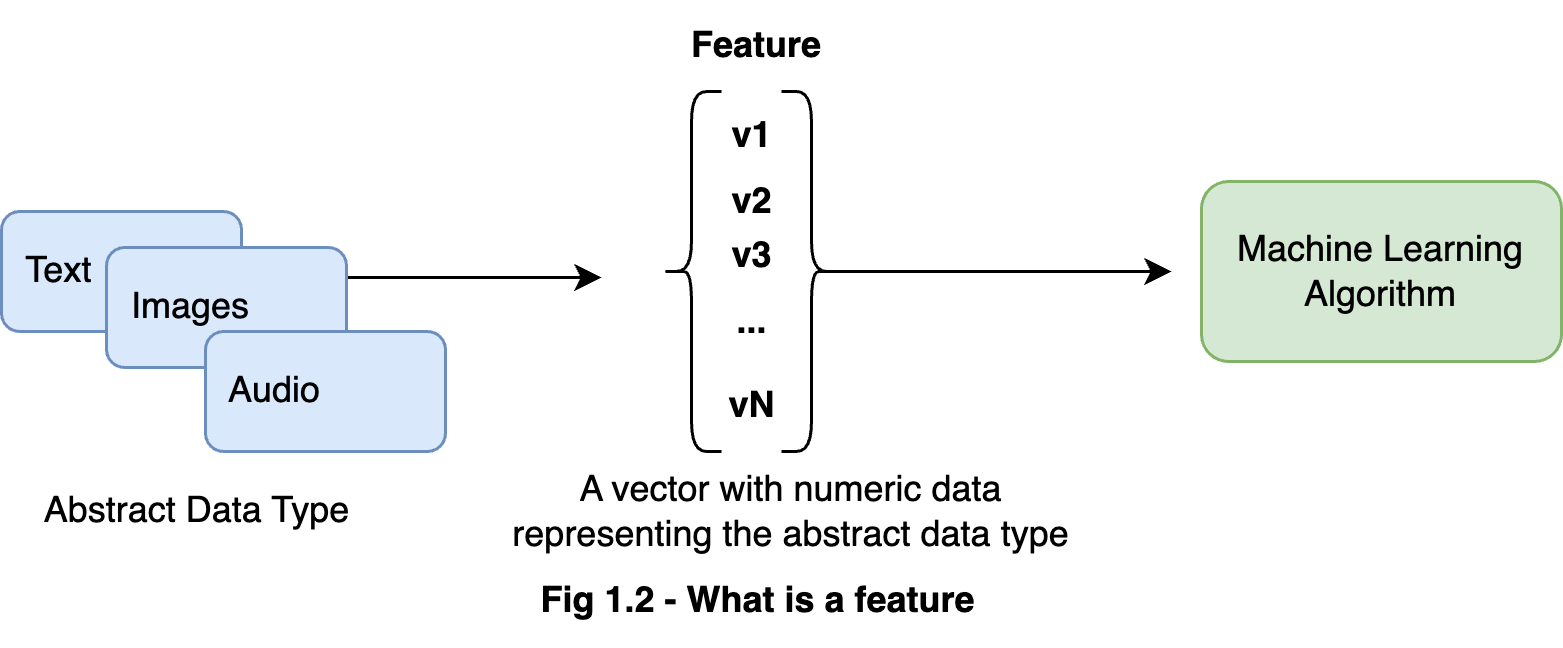 Feature
v1
v2
v3
...
vN
Text
Images
Audio
Machine Learning
Algorithm
Abstract Data Type
A vector with numeric data
representing the abstract data type
Fig 1.2 - What is a feature